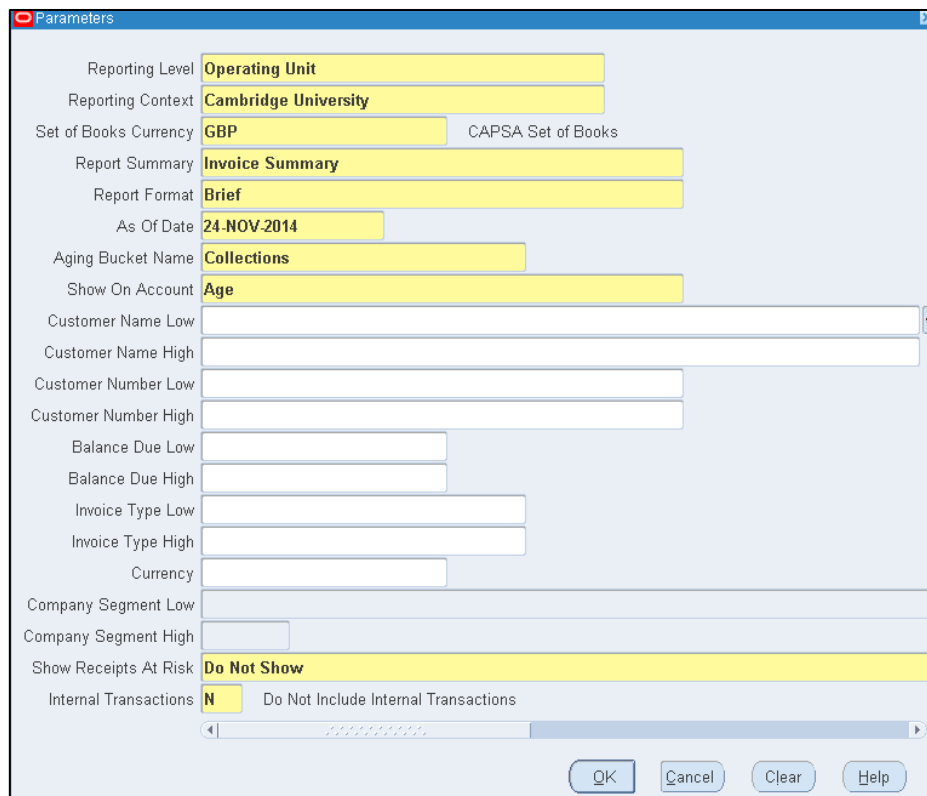 Parameters
Reporting Level Operating Unit
Reporting Context Cambridge University
Set of Books Currency GBP CAPSA Set of Books
Report Summary Invoice Summary
Report Format Brief
As Of Date 24-NOV-2014
Aging Bucket Name Collections
Show On Account Age
Customer Name Low
Customer Name High
Customer Number Low
Customer Number High
Balance Due Low
Balance Due High
Invoice Type Low
Invoice Type High
Currency
Company Segment Low
Company Segment High
Show Receipts At Risk Do Not Show
Internal Transactions N Do Not Include Internal Transactions
OK Cancel Clear Help